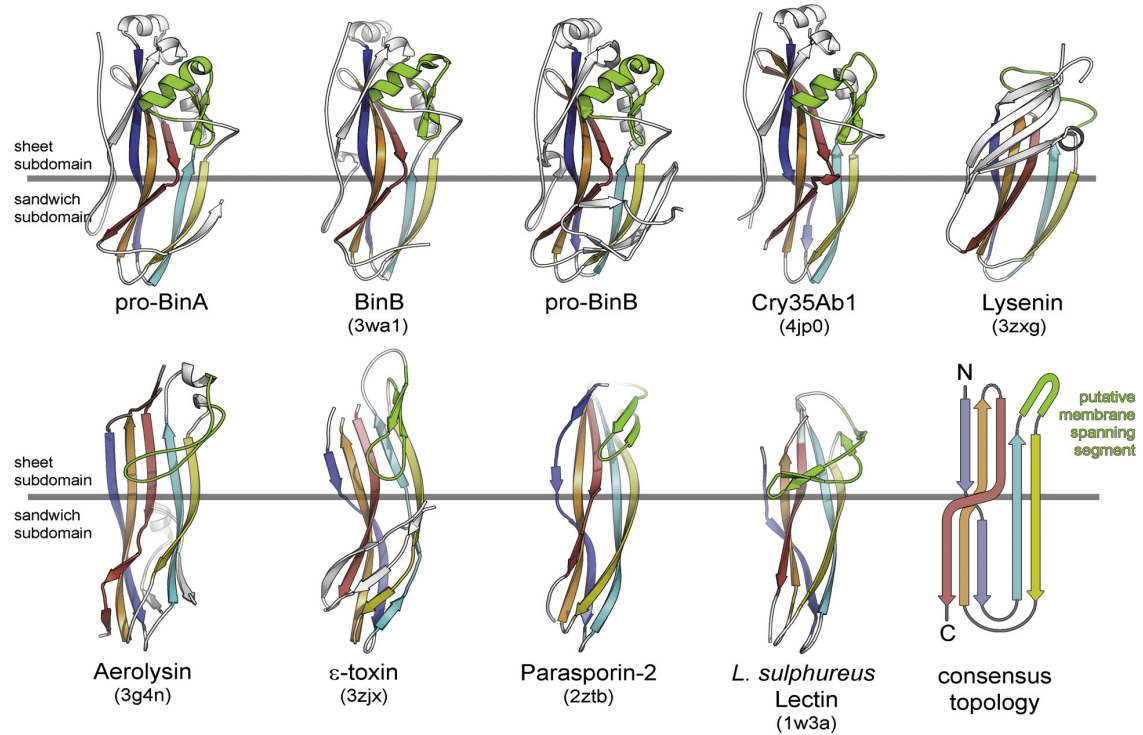 sheet
subdomain
sandwich
subdomain
pro-BinA
BinB
(3wa1)
pro-BinB
Cry35Ab1
(4jp0)
Lysenin
(3zxg)
sheet
subdomain
sandwich
subdomain
Aerolysin
(3g4n)
ε-toxin
(3zjx)
Parasporin-2
(2ztb)
L. sulphureus
Lectin
(1w3a)
N
putative
membrane
spanning
segment
C
consensus
topology